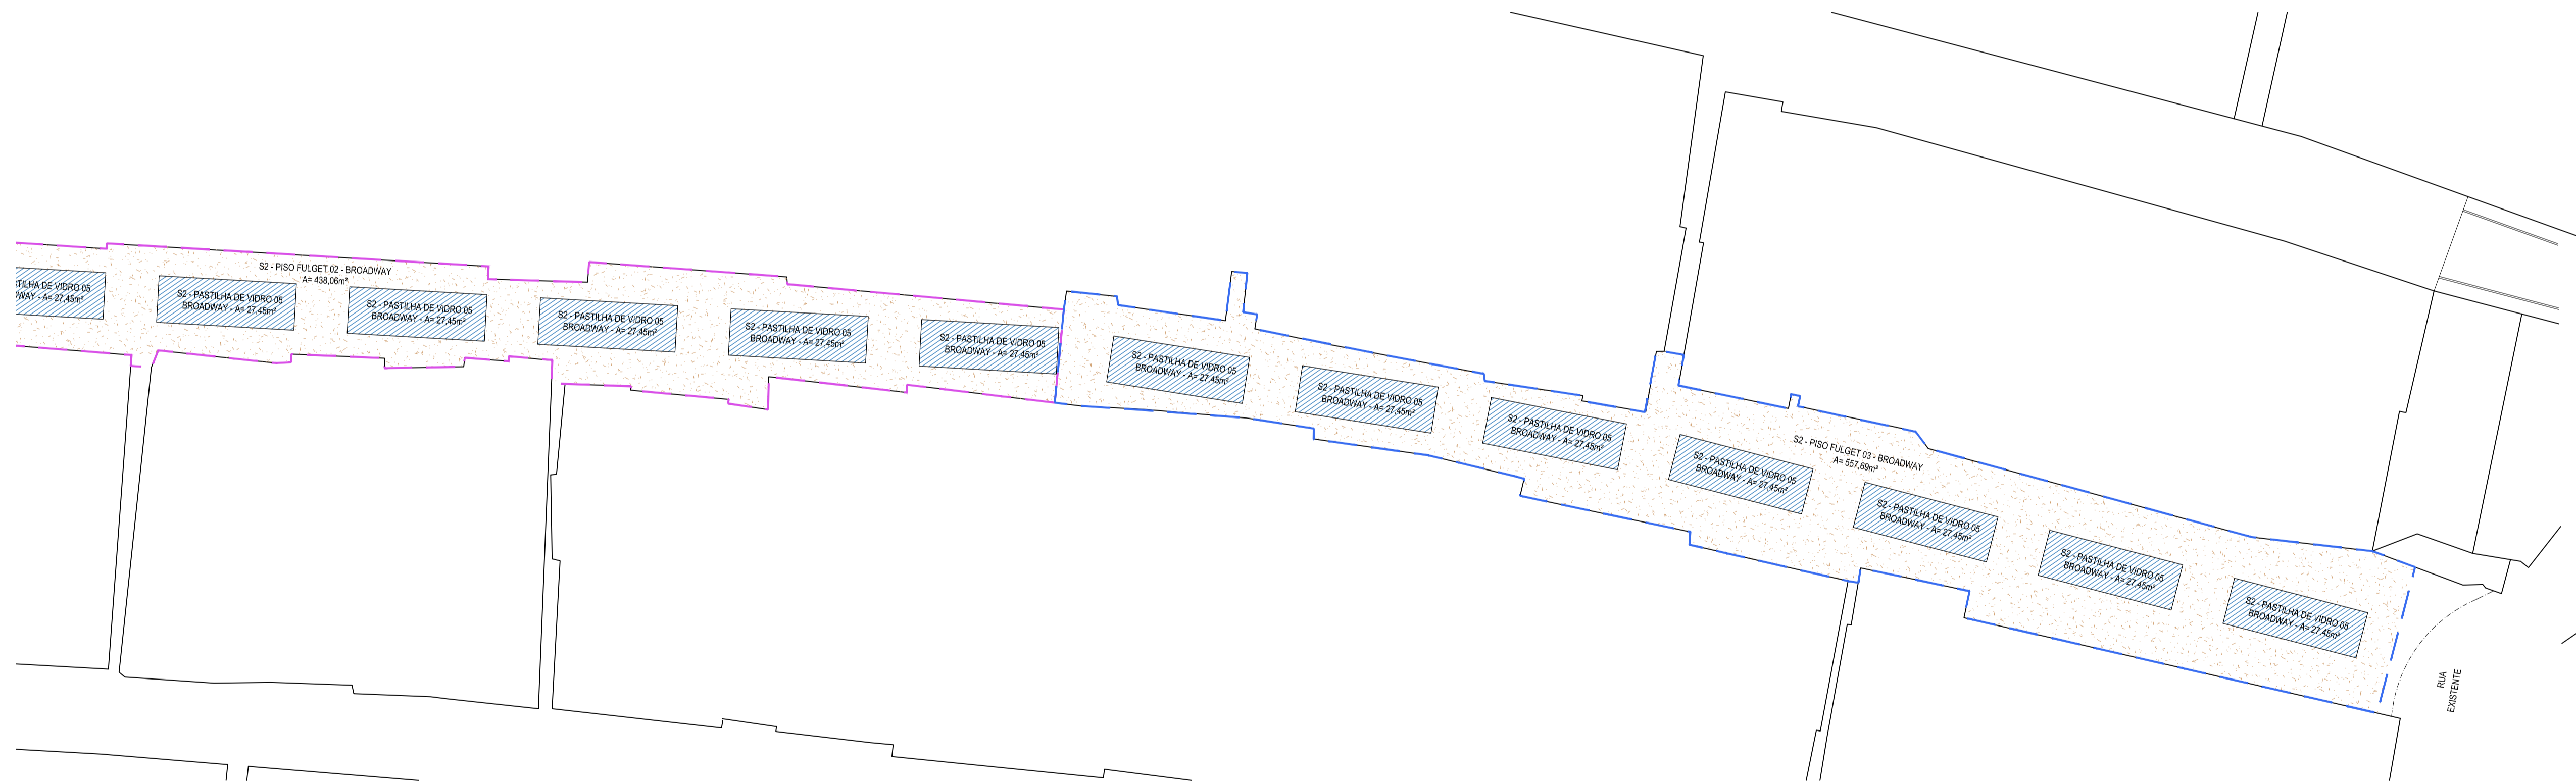 S2 - PISO FULGET 02 - BROADWAY
A= 438,06m²
TILHA DE VIDRO 05
WAY - A= 27,45m²
S2 - PASTILHA DE VIDRO 05
BROADWAY - A= 27,45m²
S2 - PASTILHA DE VIDRO 05
BROADWAY - A= 27,45m²
S2 - PASTILHA DE VIDRO 05
BROADWAY - A= 27,45m²
S2 - PASTILHA DE VIDRO 05
BROADWAY - A= 27,45m²
S2 - PASTILHA DE VIDRO 05
BROADWAY - A= 27,45m²
S2 - PASTILHA DE VIDRO 05
BROADWAY - A= 27,45m²
S2 - PASTILHA DE VIDRO 05
BROADWAY - A= 27,45m²
S2 - PASTILHA DE VIDRO 05
BROADWAY - A= 27,45m²
S2 - PISO FULGET 03 - BROADWAY
A= 557,69m²
S2 - PASTILHA DE VIDRO 05
BROADWAY - A= 27,45m²
S2 - PASTILHA DE VIDRO 05
BROADWAY - A= 27,45m²
S2 - PASTILHA DE VIDRO 05
BROADWAY - A= 27,45m²
S2 - PASTILHA DE VIDRO 05
BROADWAY - A= 27,45m²
RUA
EXISTENTE